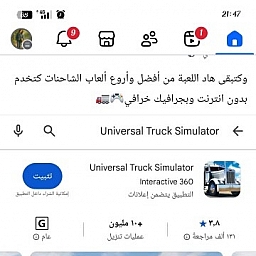 21:47
9
1
وكتبقى هاد اللعبة من أفضل وأروع ألعاب الشاحنات كتخدم
بدون انترنت وبجرافيك خرافي🎮🚛
Universal Truck Simulator
Universal Truck Simulator
Interactive 360
التطبيق يتضمن إعلانات
تثبيت
إمكانية الشراء داخل التطبيق
٣٫٨ ★
١٣١ ألف مراجعة
+١٠ مليون
عمليات تنزيل
G
عام